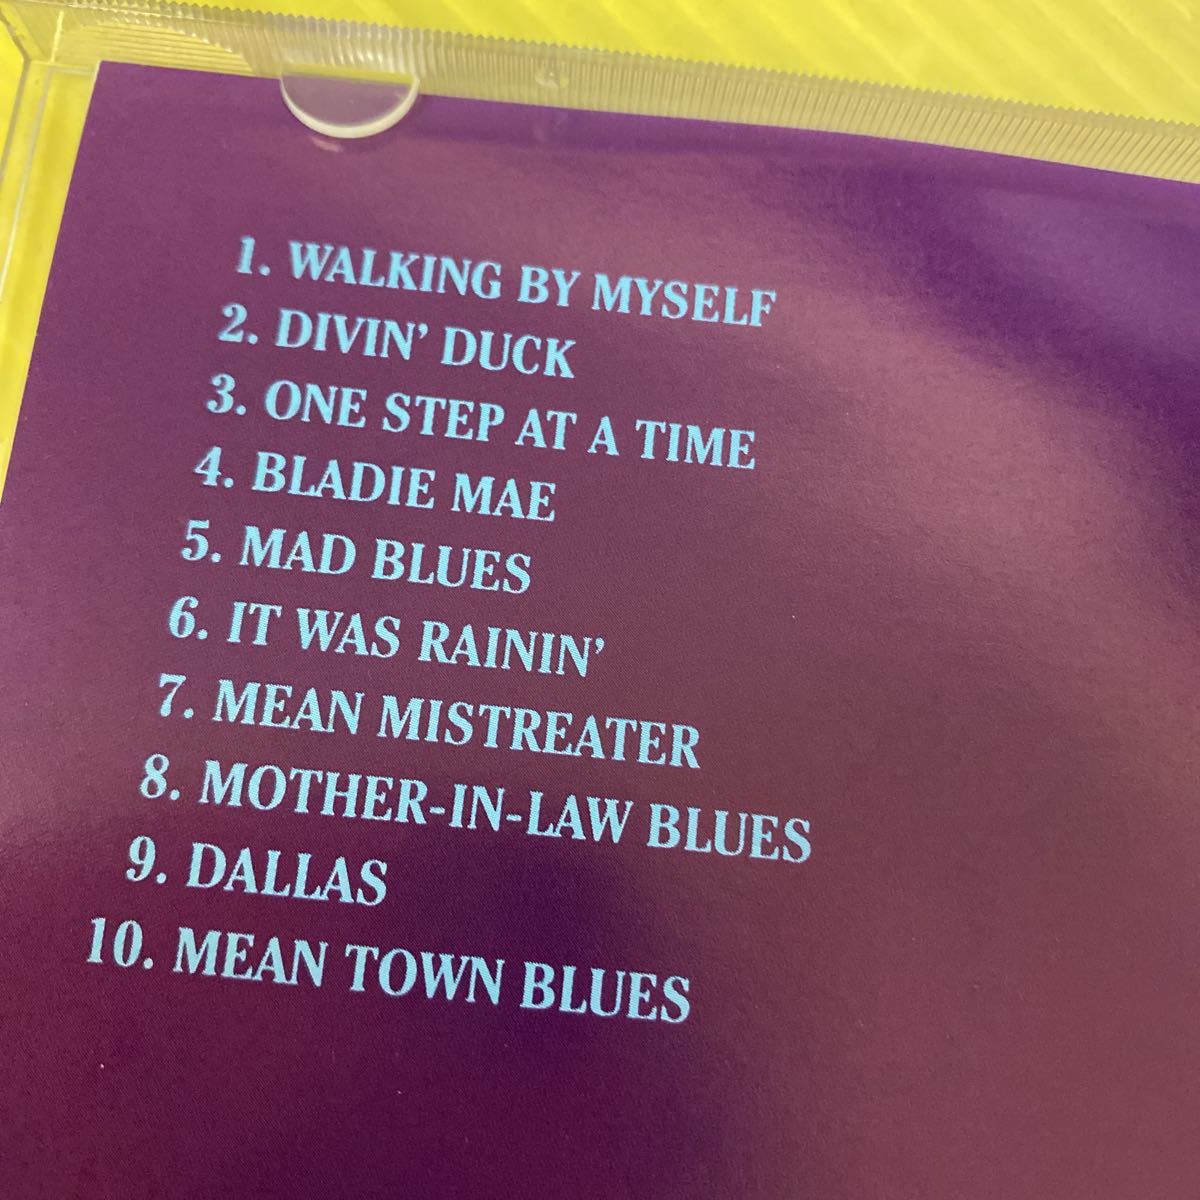 1. WALKING BY MYSELF
2. DIVIN’ DUCK
3. ONE STEP AT A TIME
4. BLADIE MAE
5. MAD BLUES
6. IT WAS RAININ’
7. MEAN MISTREATER
8. MOTHER-IN-LAW BLUES
9. DALLAS
10. MEAN TOWN BLUES